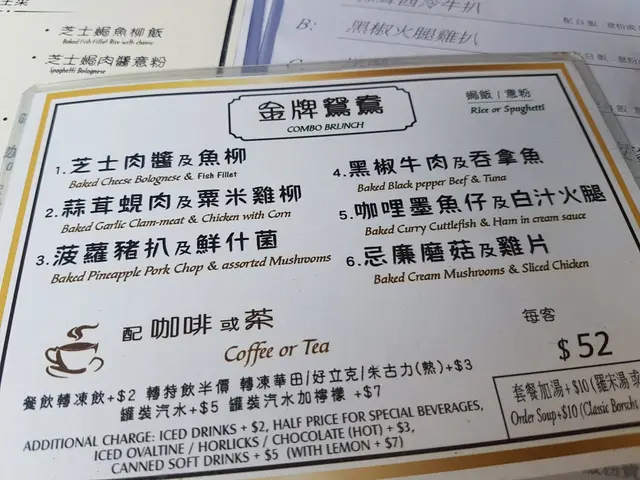 芝士焗魚柳飯
Baked Fish Fillet Rice with cheese
芝士焗肉醬意粉
Spaghetti Bolognese
B:
黑椒火腿雞扒
金牌鴛鴦
COMBO BRUNCH
焗飯 | 意粉
Rice or Spaghetti
1. 芝士肉醬及魚柳
Baked Cheese Bolognese & Fish Fillet
2. 蒜茸蜆肉及粟米雞柳
Baked Garlic Clam-meat & Chicken with Corn
3. 菠蘿豬扒及鮮什菌
Baked Pineapple Pork Chop & assorted Mushrooms
4. 黑椒牛肉及吞拿魚
Baked Black pepper Beef & Tuna
5. 咖哩墨魚仔及白汁火腿
Baked Curry Cuttlefish & Ham in cream sauce
6. 忌廉磨菇及雞片
Baked Cream Mushrooms & Sliced Chicken
配 咖啡 或 茶
Coffee or Tea
每客
$ 52
餐飲轉凍飲+$2 轉特飲半價 轉凍華田/好立克/朱古力(熱)+$3
罐裝汽水+$5 罐裝汽水加檸檬 +$7
ADDITIONAL CHARGE: ICED DRINKS + $2, HALF PRICE FOR SPECIAL BEVERAGES,
ICED OVALTINE / HORLICKS / CHOCOLATE (HOT) + $3,
CANNED SOFT DRINKS + $5 (WITH LEMON + $7)
套餐加湯+$10(羅宋湯 或
Order Soup+$10(Classic Borscht